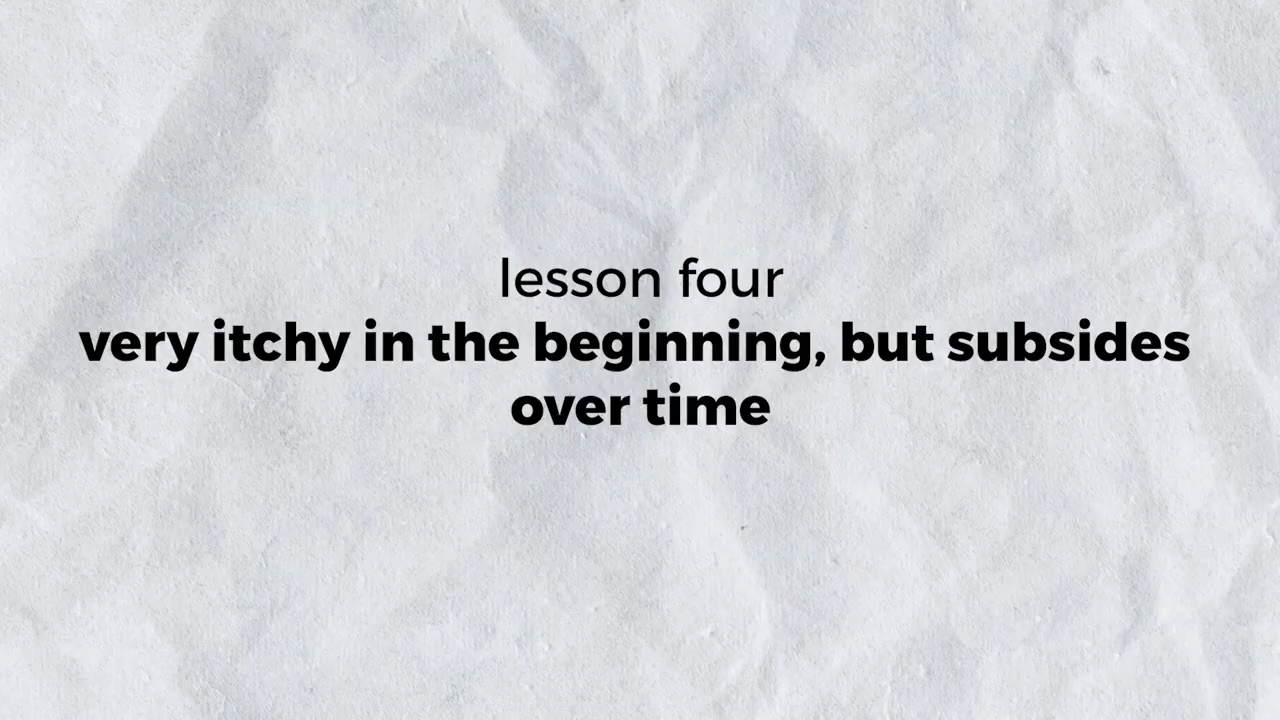 lesson four
very itchy in the beginning, but subsides
over time